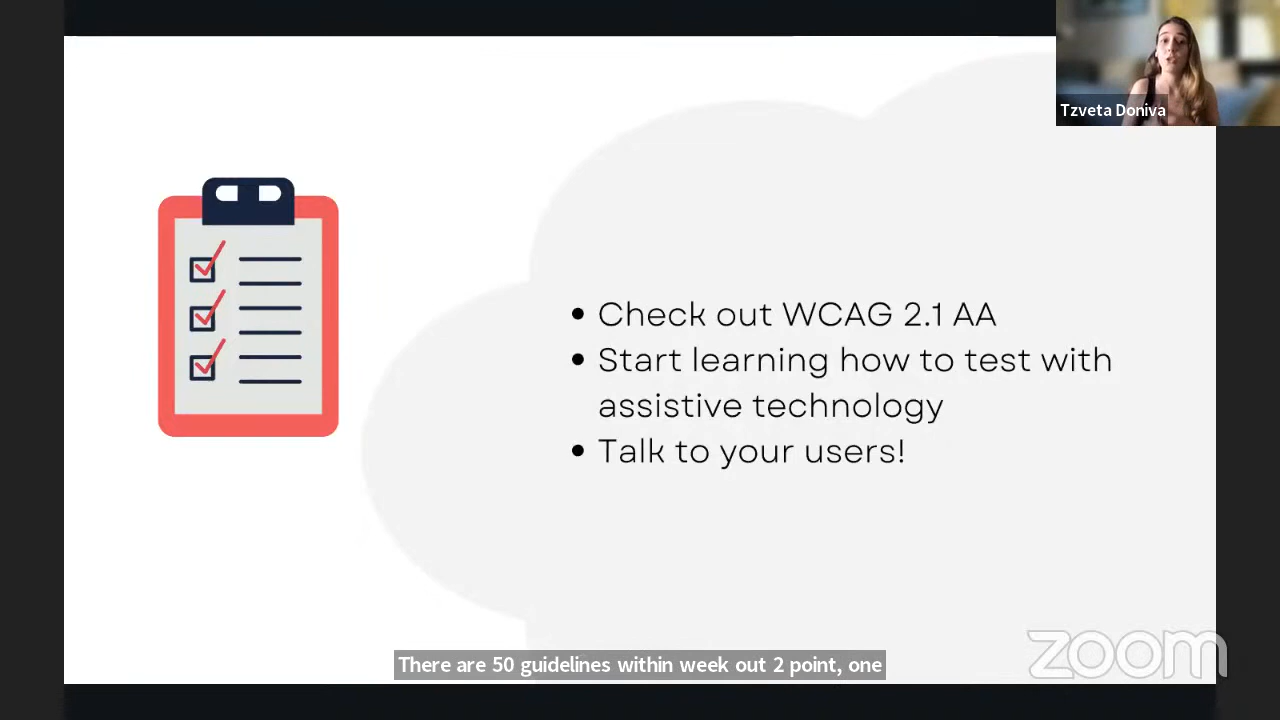 Tzveta Doniva
• Check out WCAG 2.1 AA
• Start learning how to test with
assistive technology
• Talk to your users!
There are 50 guidelines within week out 2 point, one
zoom